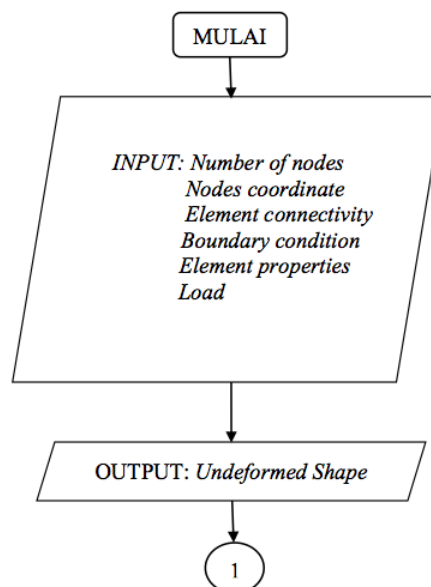 MULAI
INPUT: Number of nodes
Nodes coordinate
Element connectivity
Boundary condition
Element properties
Load
OUTPUT: Undeformed Shape
1